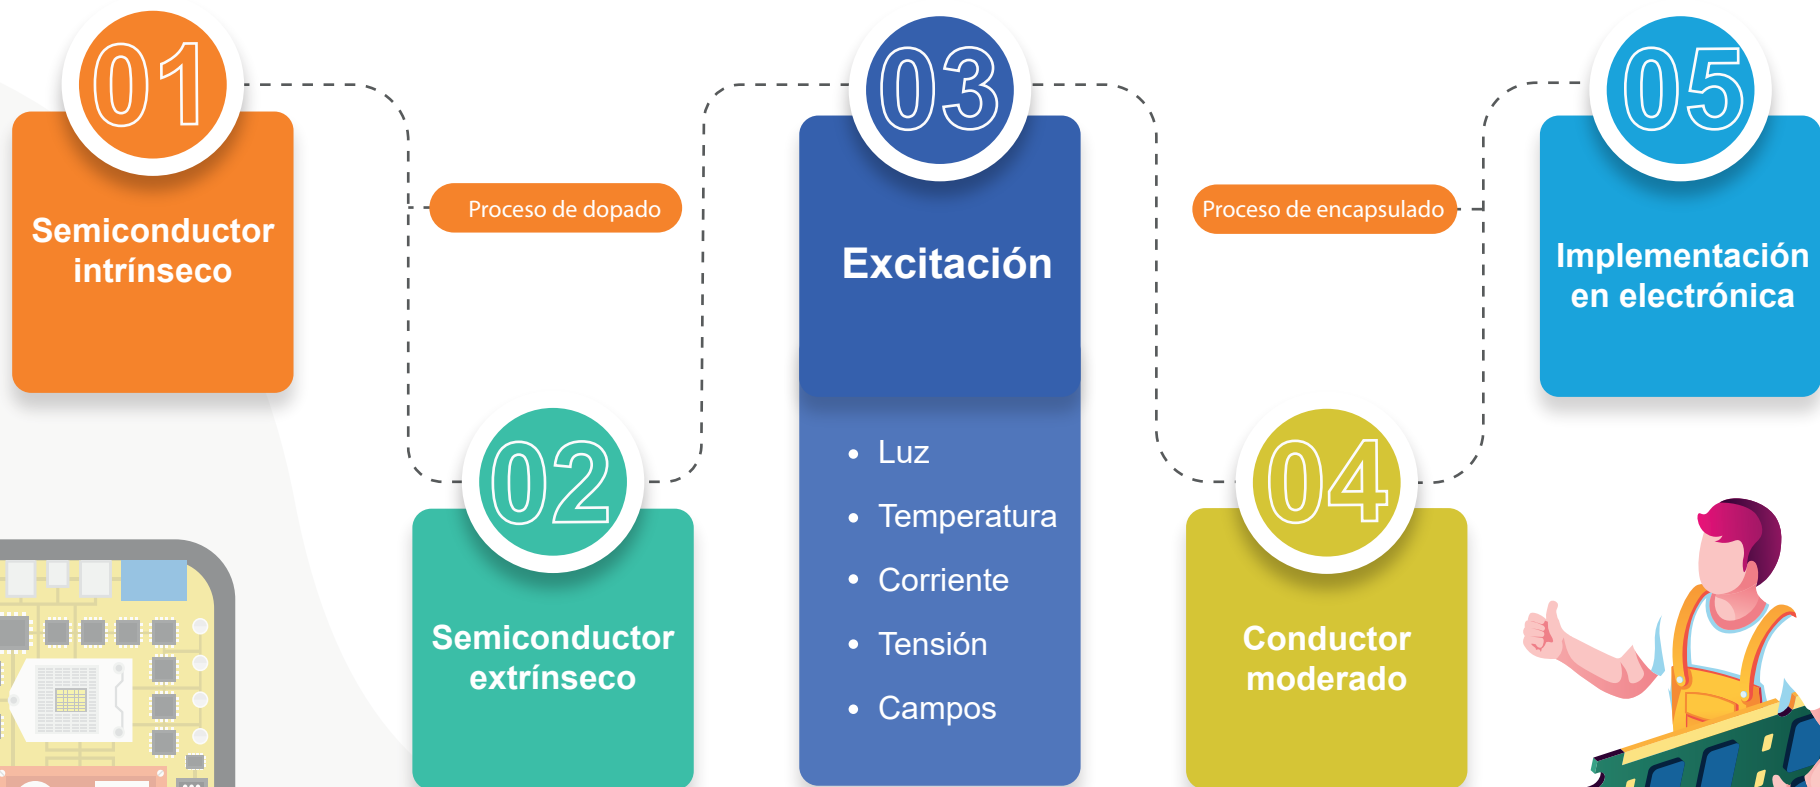 01
Semiconductor
intrínseco
Proceso de dopado
02
Semiconductor
extrínseco
03
Excitación
• Luz
• Temperatura
• Corriente
• Tensión
• Campos
Proceso de encapsulado
04
Conductor
moderado
05
Implementación
en electrónica